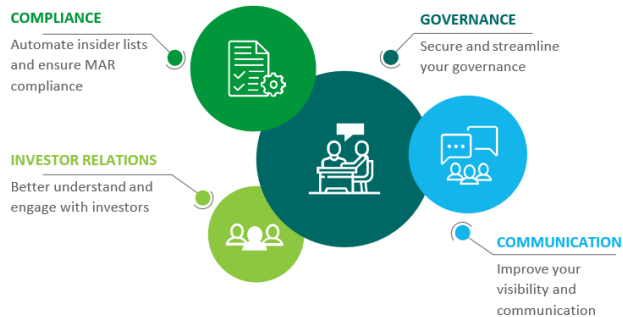 COMPLIANCE
Automate insider lists
and ensure MAR
compliance
GOVERNANCE
Secure and streamline
your governance
INVESTOR RELATIONS
Better understand and
engage with investors
COMMUNICATION
Improve your
visibility and
communication